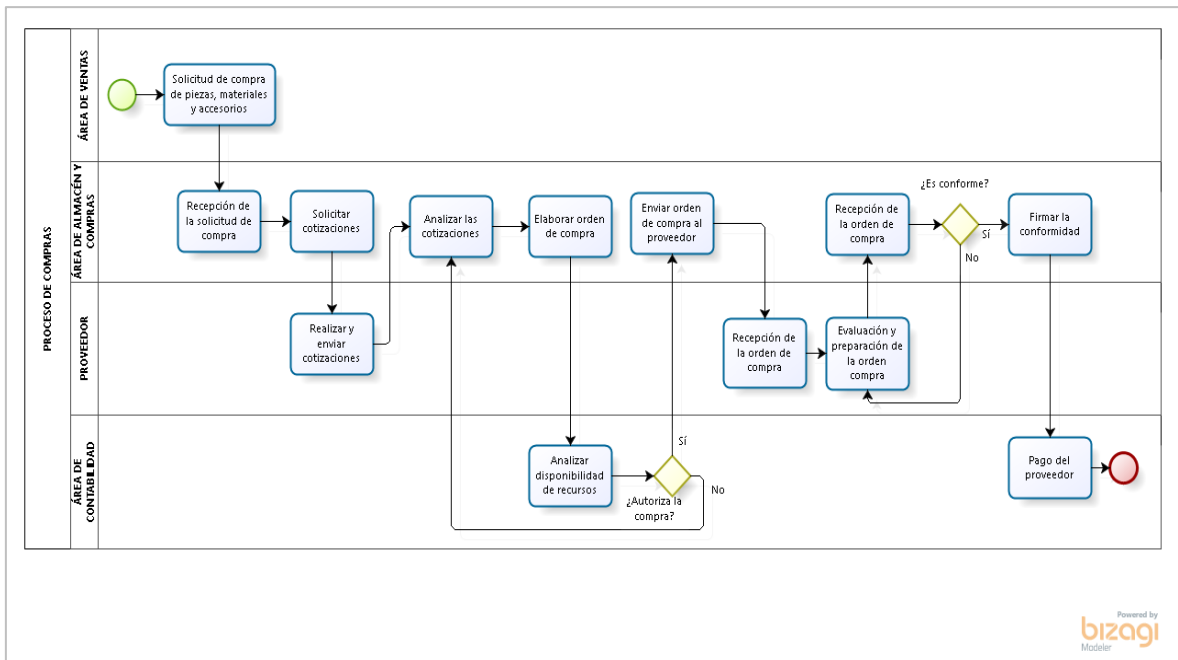 PROCESO DE COMPRAS
ÁREA DE VENTAS
Solicitud de compra
de piezas, materiales
y accesorios
ÁREA DE ALMACÉN Y
COMPRAS
Recepción de
la solicitud de
compra
Solicitar
cotizaciones
Analizar las
cotizaciones
Elaborar orden
de compra
Enviar orden
de compra al
proveedor
Recepción de
la orden de
compra
¿Es conforme?
Sí
No
Firmar la
conformidad
PROVEEDOR
Realizar y
enviar
cotizaciones
Recepción de
la orden de
compra
Evaluación y
preparación de
la orden
compra
ÁREA DE
CONTABILIDAD
Analizar
disponibilidad
de recursos
Sí
No
¿Autoriza la
compra?
Pago del
proveedor
Powered by
bizagi
Modeler